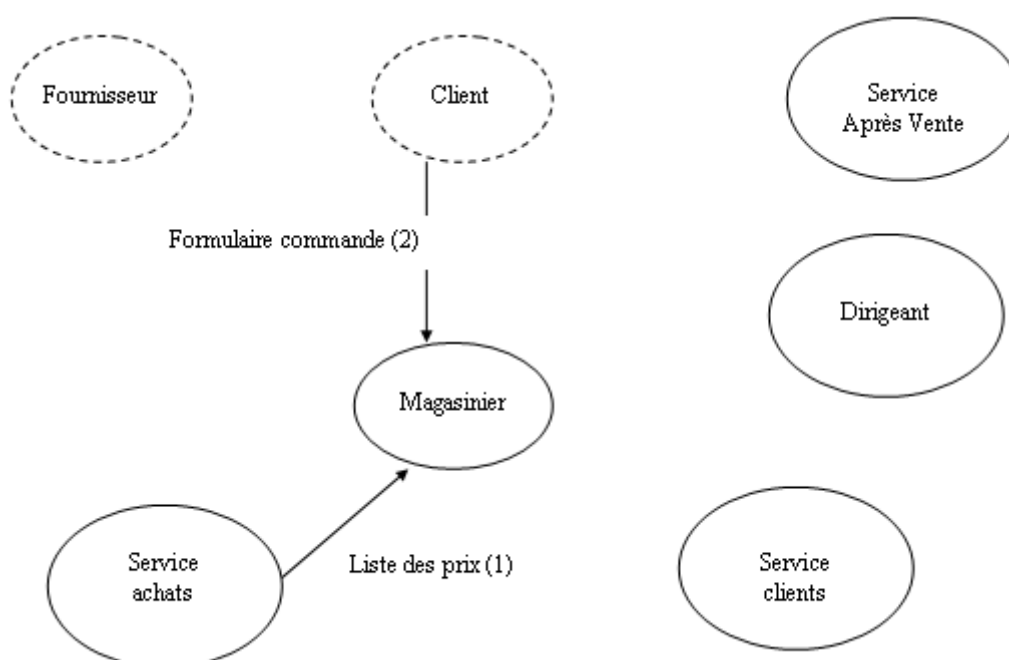 Fournisseur
Client
Service
Après Vente
Formulaire commande (2)
Dirigeant
Magasinier
Service
achats
Liste des prix (1)
Service
clients